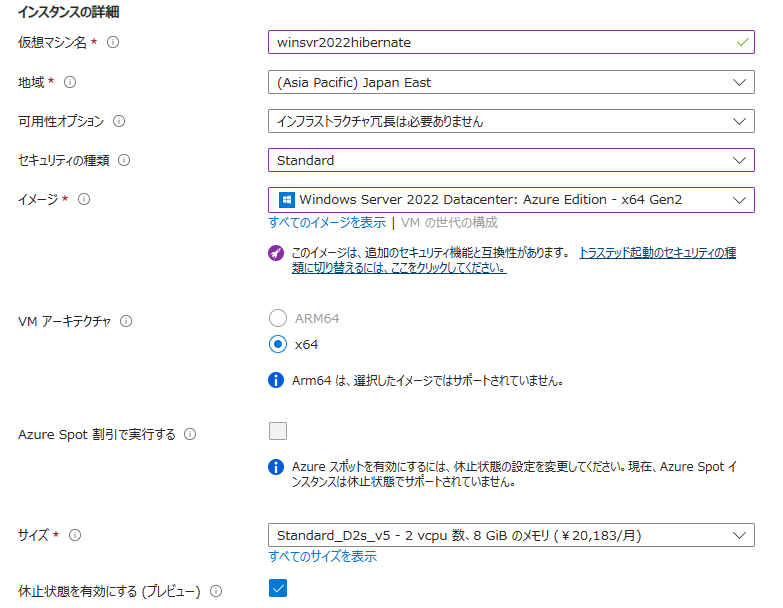 インスタンスの詳細
仮想マシン名 *
winsvr2022hibernate
地域 *
(Asia Pacific) Japan East
可用性オプション
インフラストラクチャ冗長は必要ありません
セキュリティの種類
Standard
イメージ *
Windows Server 2022 Datacenter: Azure Edition - x64 Gen2
すべてのイメージを表示 | VM の世代の構成
このイメージは、追加のセキュリティ機能と互換性があります。 トラステッド起動のセキュリティの種
類に切り替えるには、ここをクリックしてください。
VM アーキテクチャ
ARM64
x64
Arm64 は、選択したイメージではサポートされていません。
Azure Spot 割引で実行する
Azure スポットを有効にするには、休止状態の設定を変更してください。現在、Azure Spot イ
ンスタンスは休止状態でサポートされていません。
サイズ *
Standard_D2s_v5 - 2 vcpu 数、8 GiB のメモリ (￥20,183/月)
すべてのサイズを表示
休止状態を有効にする (プレビュー)